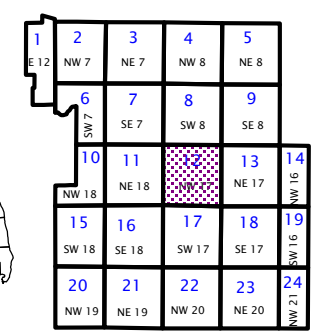 1
E 12
2
NW 7
3
NE 7
4
NW 8
5
NE 8
6
SW 7
7
SE 7
8
SW 8
9
SE 8
10
NW 18
11
NE 18
12
NW 17
13
NE 17
14
NW 16
15
SW 18
16
SE 18
17
SW 17
18
SE 17
19
SW 16
20
NW 19
21
NE 19
22
NW 20
23
NE 20
24
NW 21